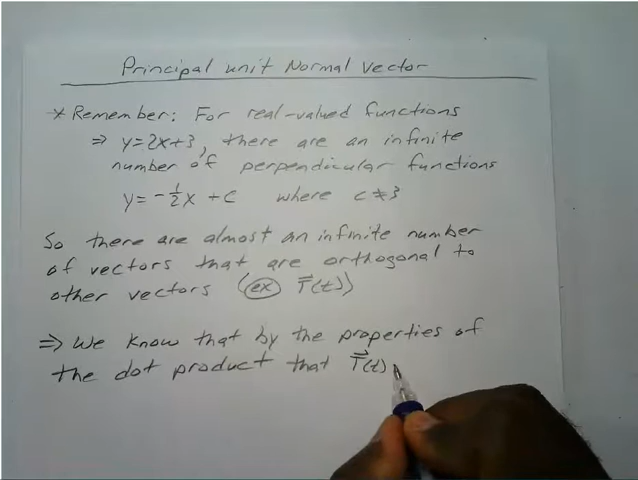 Principal unit Normal Vector
* Remember: For real-valued functions
⇒ y=2x+3, there are an infinite
number of perpendicular functions
y = -1/2x + c where c≠3
So there are almost an infinite number
of vectors that are orthogonal to
other vectors (ex T⃗(t))
⇒ We know that by the properties of
the dot product that T⃗(t)